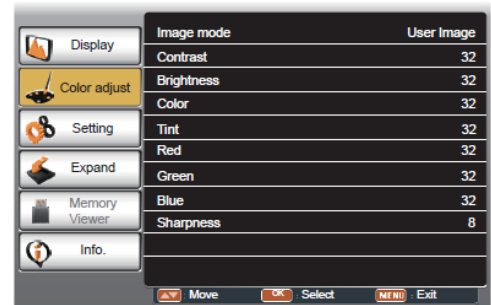 Display
Color adjust
Setting
Expand
Memory
Viewer
Info.
Image mode User Image
Contrast 32
Brightness 32
Color 32
Tint 32
Red 32
Green 32
Blue 32
Sharpness 8
: Move OK : Select MENU : Exit